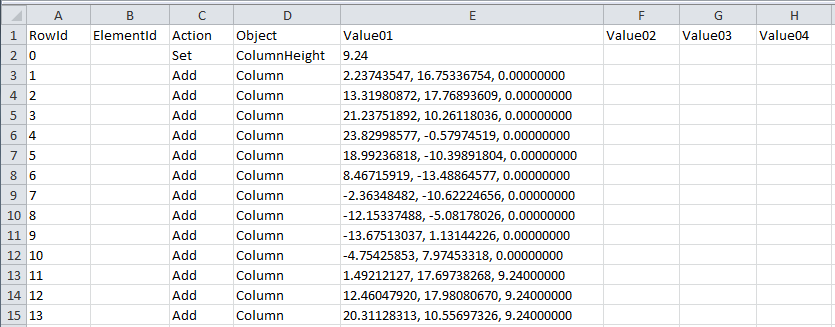 A B C D E F G H
1 RowId ElementId Action Object Value01 Value02 Value03 Value04
2 0 Set ColumnHeight 9.24
3 1 Add Column 2.23743547, 16.75336754, 0.00000000
4 2 Add Column 13.31980872, 17.76893609, 0.00000000
5 3 Add Column 21.23751892, 10.26118036, 0.00000000
6 4 Add Column 23.82998577, -0.57974519, 0.00000000
7 5 Add Column 18.99236818, -10.39891804, 0.00000000
8 6 Add Column 8.46715919, -13.48864577, 0.00000000
9 7 Add Column -2.36348482, -10.62224656, 0.00000000
10 8 Add Column -12.15337488, -5.08178026, 0.00000000
11 9 Add Column -13.67513037, 1.13144226, 0.00000000
12 10 Add Column -4.75425853, 7.97453318, 0.00000000
13 11 Add Column 1.49212127, 17.69738268, 9.24000000
14 12 Add Column 12.46047920, 17.98080670, 9.24000000
15 13 Add Column 20.31128313, 10.55697326, 9.24000000